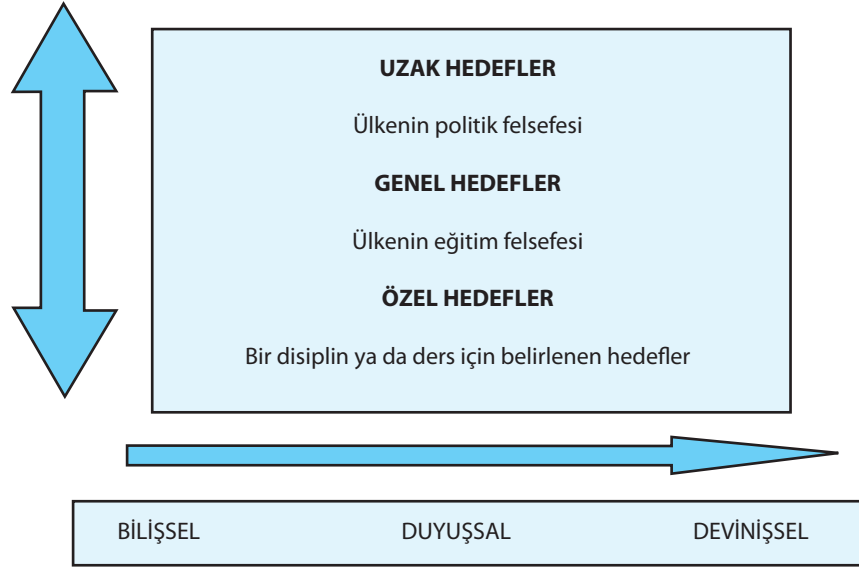 UZAK HEDEFLER
Ülkenin politik felsefesi
GENEL HEDEFLER
Ülkenin eğitim felsefesi
ÖZEL HEDEFLER
Bir disiplin ya da ders için belirlenen hedefler
BİLİŞSEL DUYUŞSAL DEVİNİŞSEL